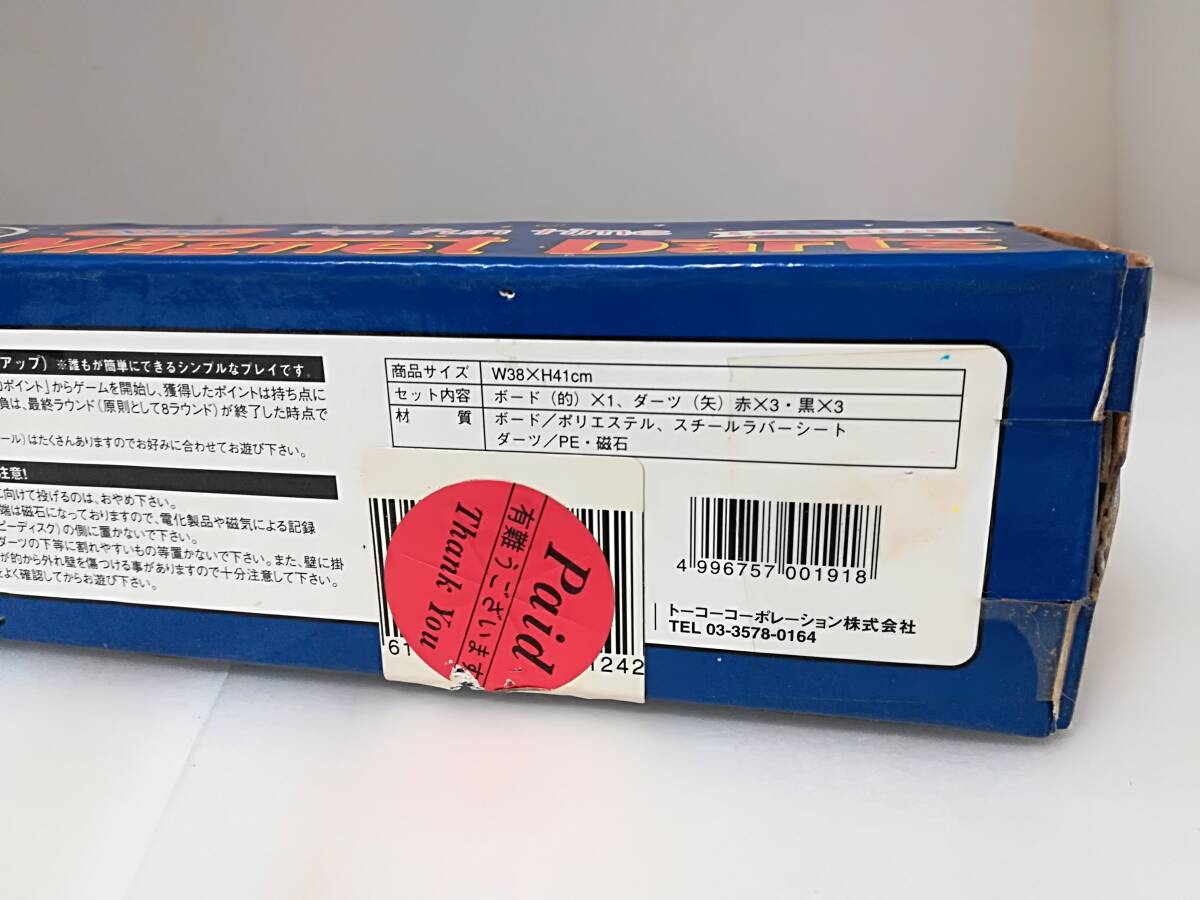 Magnet Darts
アップ) ※誰もが簡単にできるシンプルなプレイです。
ポイント」からゲームを開始し、獲得したポイントは持ち点に
負は、最終ラウンド(原則として8ラウンド)が終了した時点で
ール)はたくさんありますのでお好みに合わせてお遊び下さい。
注意!
に向けて投げるのは、おやめ下さい。
端は磁石になっておりますので、電化製品や磁気による記録
ピーディスク)の側に置かないで下さい。
ダーツの下等に割れやすいもの等置かないで下さい。また、壁に掛
が的から外れ壁を傷つける事がありますので十分注意して下さい。
よく確認してからお遊び下さい。
商品サイズ W38×H41cm
セット内容 ボード(的)×1、ダーツ(矢)赤×3・黒×3
材質 ボード/ポリエステル、スチールラバーシート
ダーツ/PE・磁石
Paid
有難うございます
Thank You
61
1242
4 996757 001918
トーコーコーポレーション株式会社
TEL 03-3578-0164